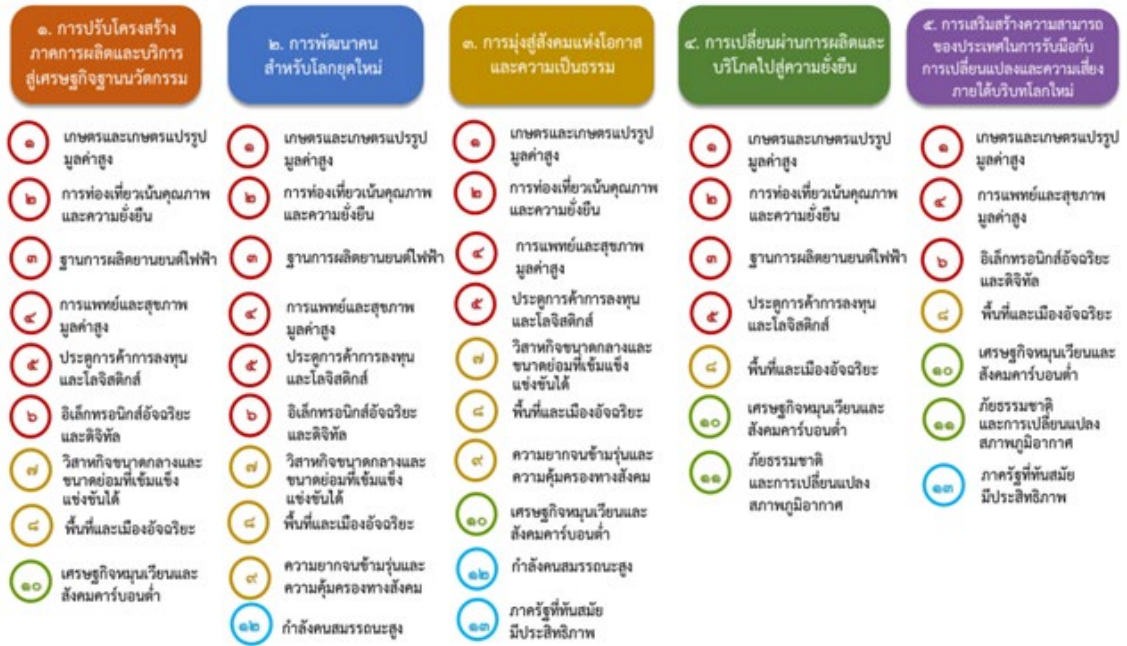 ๑. การปรับโครงสร้าง
ภาคการผลิตและบริการ
สู่เศรษฐกิจฐานนวัตกรรม
๑
เกษตรและเกษตรแปรรูป
มูลค่าสูง
๒
การท่องเที่ยวเน้นคุณภาพ
และความยั่งยืน
๓
ฐานการผลิตยานยนต์ไฟฟ้า
๔
การแพทย์และสุขภาพ
มูลค่าสูง
๕
ประตูการค้าการลงทุน
และโลจิสติกส์
๖
อิเล็กทรอนิกส์อัจฉริยะ
และดิจิทัล
๗
วิสาหกิจขนาดกลางและ
ขนาดย่อมที่เข้มแข็ง
แข่งขันได้
๘
พื้นที่และเมืองอัจฉริยะ
๑๐
เศรษฐกิจหมุนเวียนและ
สังคมคาร์บอนต่ำ
๒. การพัฒนาคน
สำหรับโลกยุคใหม่
๑
เกษตรและเกษตรแปรรูป
มูลค่าสูง
๒
การท่องเที่ยวเน้นคุณภาพ
และความยั่งยืน
๓
ฐานการผลิตยานยนต์ไฟฟ้า
๔
การแพทย์และสุขภาพ
มูลค่าสูง
๕
ประตูการค้าการลงทุน
และโลจิสติกส์
๖
อิเล็กทรอนิกส์อัจฉริยะ
และดิจิทัล
๗
วิสาหกิจขนาดกลางและ
ขนาดย่อมที่เข้มแข็ง
แข่งขันได้
๘
พื้นที่และเมืองอัจฉริยะ
๙
ความยากจนข้ามรุ่นและ
ความคุ้มครองทางสังคม
๑๒
กำลังคนสมรรถนะสูง
๓. การมุ่งสู่สังคมแห่งโอกาส
และความเป็นธรรม
๑
เกษตรและเกษตรแปรรูป
มูลค่าสูง
๒
การท่องเที่ยวเน้นคุณภาพ
และความยั่งยืน
๔
การแพทย์และสุขภาพ
มูลค่าสูง
๕
ประตูการค้าการลงทุน
และโลจิสติกส์
๗
วิสาหกิจขนาดกลางและ
ขนาดย่อมที่เข้มแข็ง
แข่งขันได้
๘
พื้นที่และเมืองอัจฉริยะ
๙
ความยากจนข้ามรุ่นและ
ความคุ้มครองทางสังคม
๑๐
เศรษฐกิจหมุนเวียนและ
สังคมคาร์บอนต่ำ
๑๒
กำลังคนสมรรถนะสูง
๑๓
ภาครัฐที่ทันสมัย
มีประสิทธิภาพ
๔. การเปลี่ยนผ่านการผลิตและ
บริโภคไปสู่ความยั่งยืน
๑
เกษตรและเกษตรแปรรูป
มูลค่าสูง
๒
การท่องเที่ยวเน้นคุณภาพ
และความยั่งยืน
๓
ฐานการผลิตยานยนต์ไฟฟ้า
๕
ประตูการค้าการลงทุน
และโลจิสติกส์
๘
พื้นที่และเมืองอัจฉริยะ
๑๐
เศรษฐกิจหมุนเวียนและ
สังคมคาร์บอนต่ำ
๑๑
ภัยธรรมชาติ
และการเปลี่ยนแปลง
สภาพภูมิอากาศ
๕. การเสริมสร้างความสามารถ
ของประเทศในการรับมือกับ
การเปลี่ยนแปลงและความเสี่ยง
ภายใต้บริบทโลกใหม่
๑
เกษตรและเกษตรแปรรูป
มูลค่าสูง
๔
การแพทย์และสุขภาพ
มูลค่าสูง
๖
อิเล็กทรอนิกส์อัจฉริยะ
และดิจิทัล
๘
พื้นที่และเมืองอัจฉริยะ
๑๐
เศรษฐกิจหมุนเวียนและ
สังคมคาร์บอนต่ำ
๑๑
ภัยธรรมชาติ
และการเปลี่ยนแปลง
สภาพภูมิอากาศ
๑๓
ภาครัฐที่ทันสมัย
มีประสิทธิภาพ